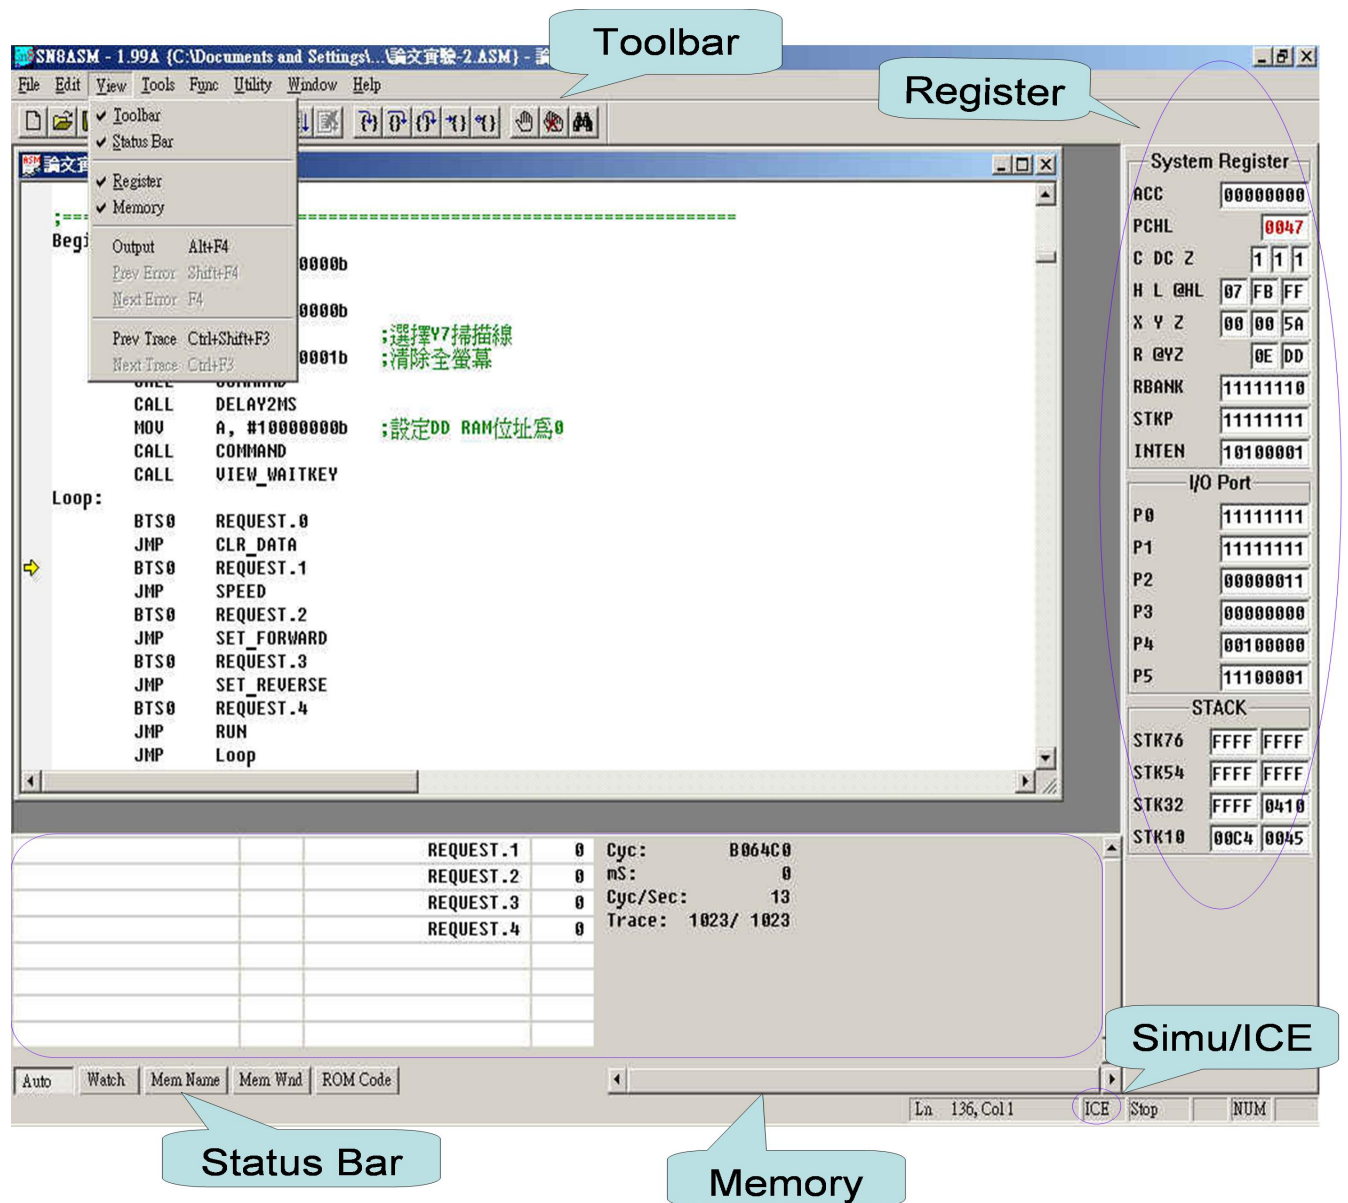 Toolbar
SN8ASM - 1.99A {C:\Documents and Settings\...\論文實驗-2.ASM} -
File Edit View Tools Func Utility Window Help
Register
Toolbar
Status Bar
Register
Memory
Output Alt+F4
Prev Error Shift+F4
Next Error F4
Prev Trace Ctrl+Shift+F3
Next Trace Ctrl+F3
論文
;==============================================
Begi
0000b
0000b
;選擇Y7掃描線
0001b ;清除全螢幕
CALL COMMAND
CALL DELAY2MS
MOV A, #10000000b ;設定DD RAM位址為0
CALL COMMAND
CALL VIEW_WAITKEY
Loop:
BTS0 REQUEST.0
JMP CLR_DATA
BTS0 REQUEST.1
JMP SPEED
BTS0 REQUEST.2
JMP SET_FORWARD
BTS0 REQUEST.3
JMP SET_REVERSE
BTS0 REQUEST.4
JMP RUN
JMP Loop
System Register
ACC 00000000
PCHL 0047
C DC Z 1 1 1
H L @HL 07 FB FF
X Y Z 00 00 5A
R @YZ 0E DD
RBANK 11111110
STKP 11111111
INTEN 10100001
I/O Port
P0 11111111
P1 11111111
P2 00000011
P3 00000000
P4 00100000
P5 11100001
STACK
STK76 FFFF FFFF
STK54 FFFF FFFF
STK32 FFFF 0410
STK10 00C4 0045
REQUEST.1 0
REQUEST.2 0
REQUEST.3 0
REQUEST.4 0
Cyc: B064C0
mS: 0
Cyc/Sec: 13
Trace: 1023/ 1023
Simu/ICE
Auto Watch Mem Name Mem Wnd ROM Code
Ln 136, Col 1 ICE Stop NUM
Status Bar
Memory